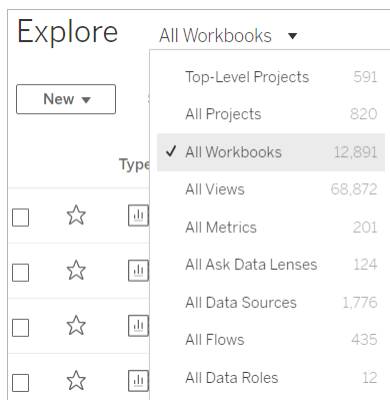 Explore All Workbooks
Top-Level Projects 591
All Projects 820
New
All Workbooks 12,891
Type
All Views 68,872
All Metrics 201
All Ask Data Lenses 124
All Data Sources 1,776
All Flows 435
All Data Roles 12